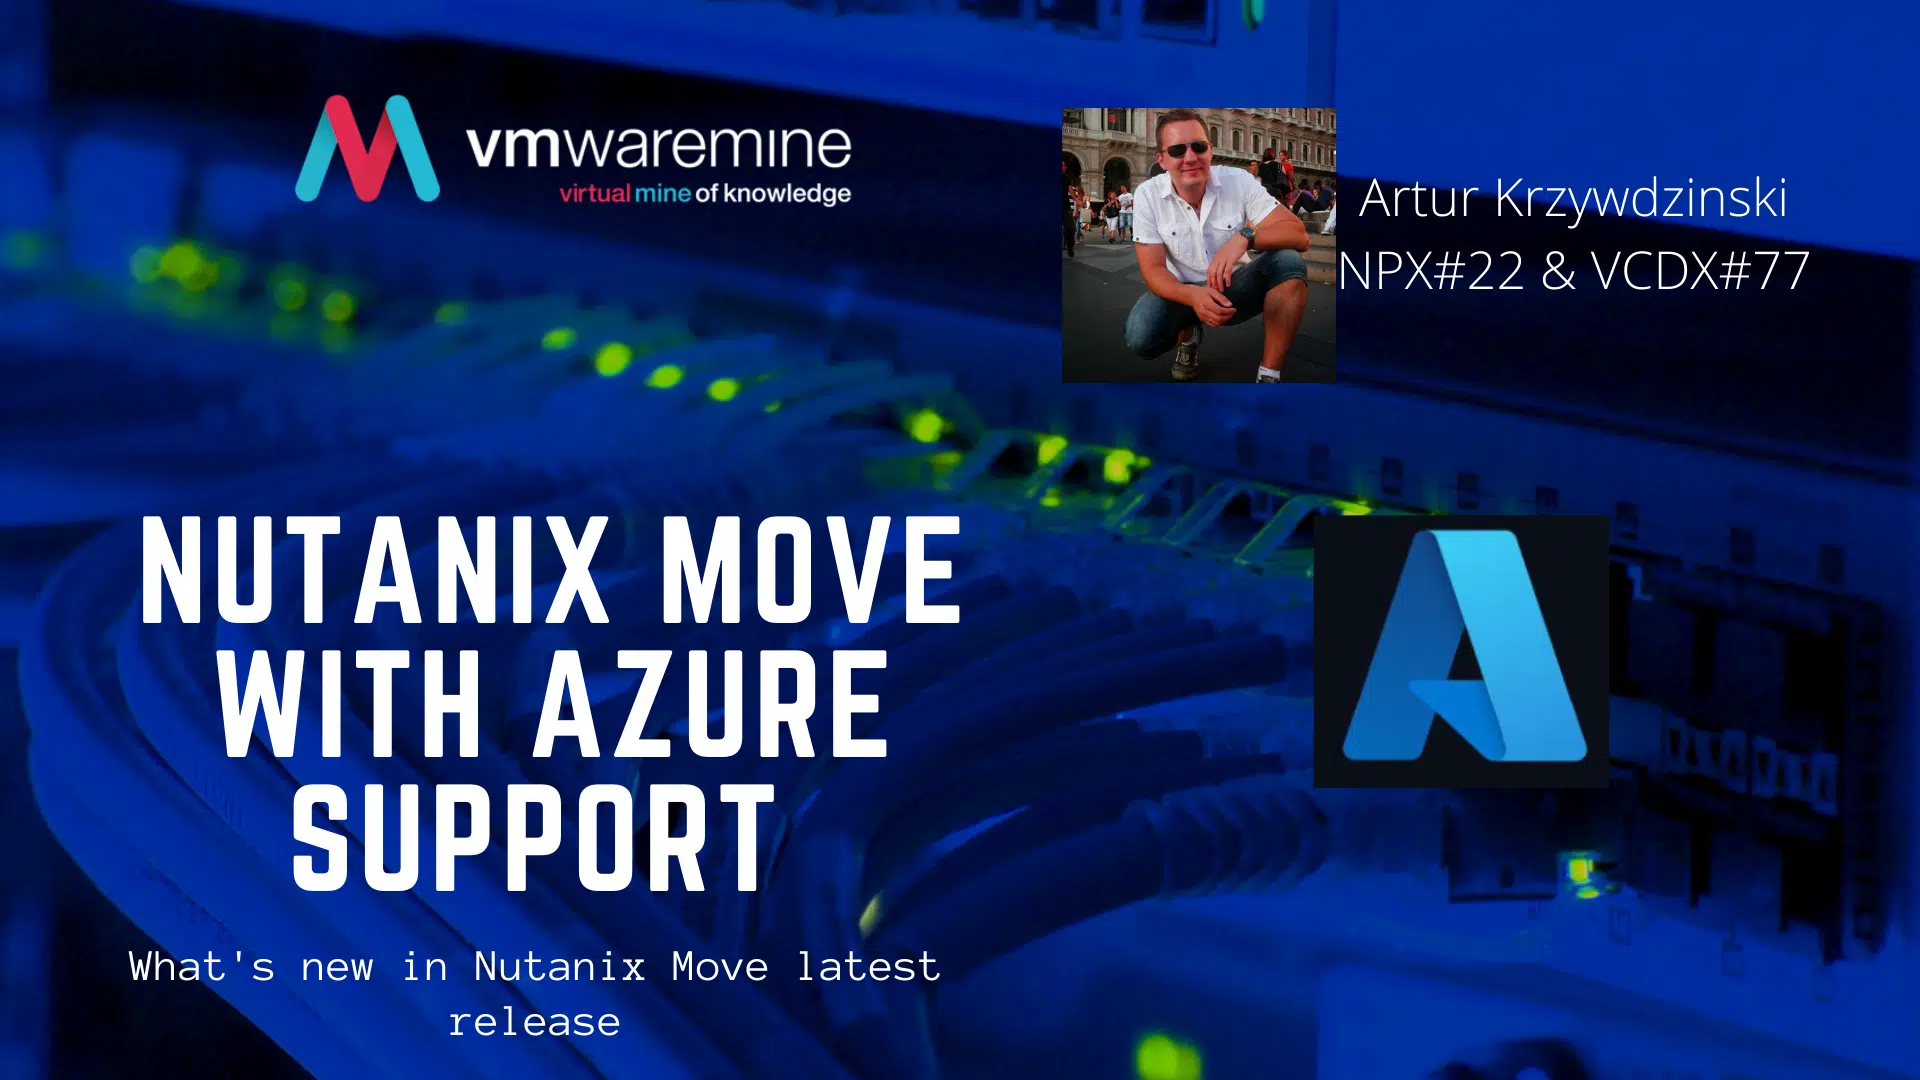 vmwaremine
virtual mine of knowledge
Artur Krzywdzinski
NPX#22 & VCDX#77
NUTANIX MOVE
WITH AZURE
SUPPORT
What's new in Nutanix Move latest
release